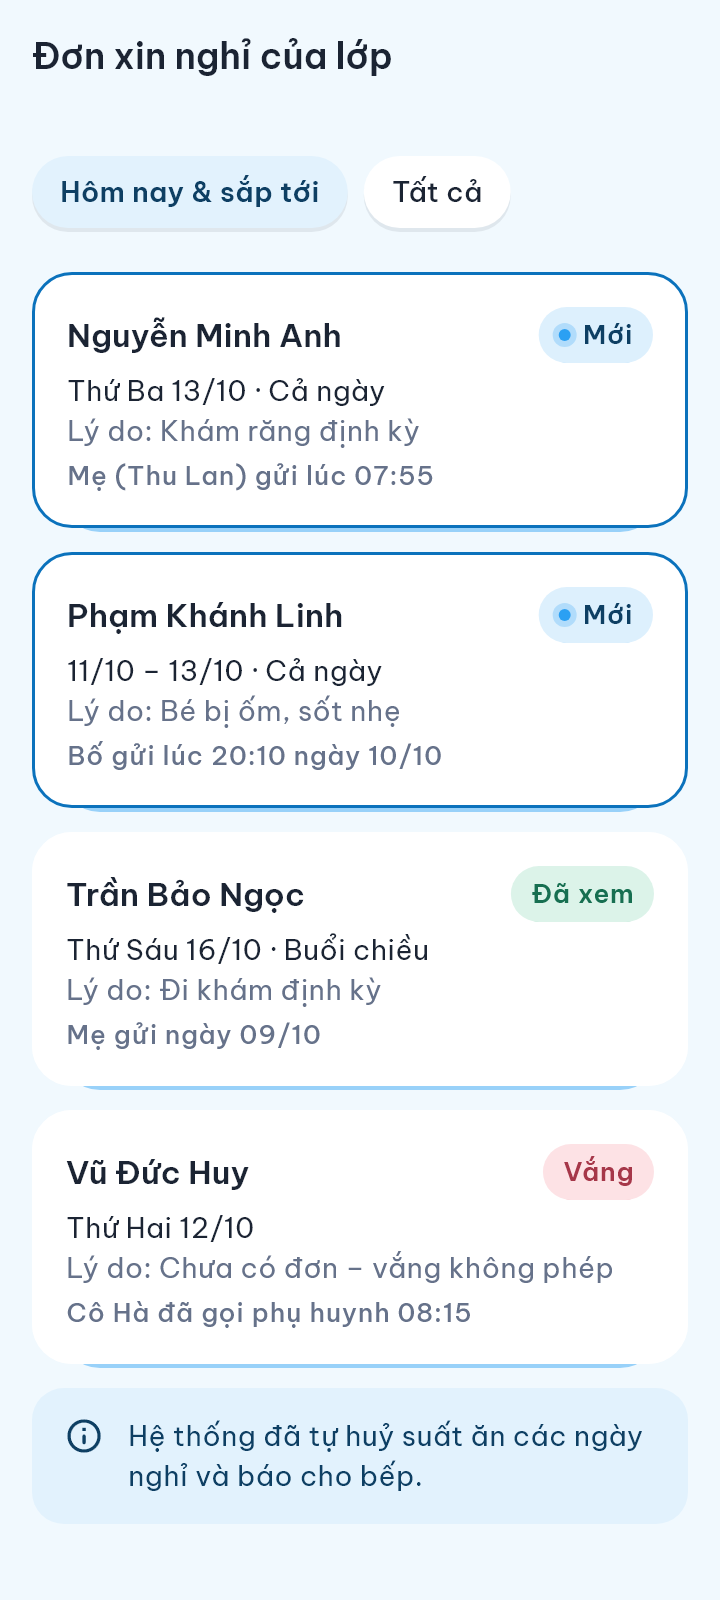 Đơn xin nghỉ của lớp
Hôm nay & sắp tới
Tất cả
Nguyễn Minh Anh
Mới
Thứ Ba 13/10 · Cả ngày
Lý do: Khám răng định kỳ
Mẹ (Thu Lan) gửi lúc 07:55
Phạm Khánh Linh
Mới
11/10 – 13/10 · Cả ngày
Lý do: Bé bị ốm, sốt nhẹ
Bố gửi lúc 20:10 ngày 10/10
Trần Bảo Ngọc
Đã xem
Thứ Sáu 16/10 · Buổi chiều
Lý do: Đi khám định kỳ
Mẹ gửi ngày 09/10
Vũ Đức Huy
Vắng
Thứ Hai 12/10
Lý do: Chưa có đơn – vắng không phép
Cô Hà đã gọi phụ huynh 08:15
Hệ thống đã tự huỷ suất ăn các ngày
nghỉ và báo cho bếp.